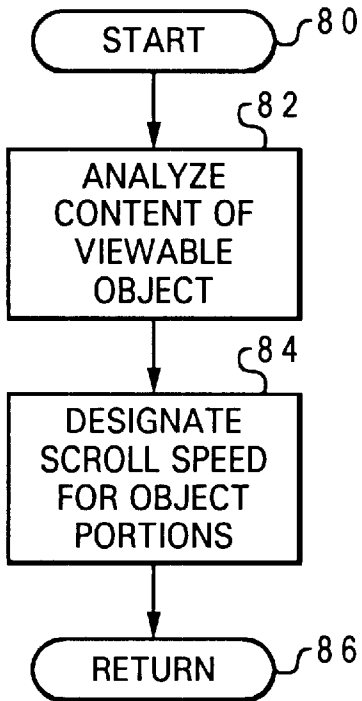 START
80
82
ANALYZE
CONTENT OF
VIEWABLE
OBJECT
84
DESIGNATE
SCROLL SPEED
FOR OBJECT
PORTIONS
RETURN
86